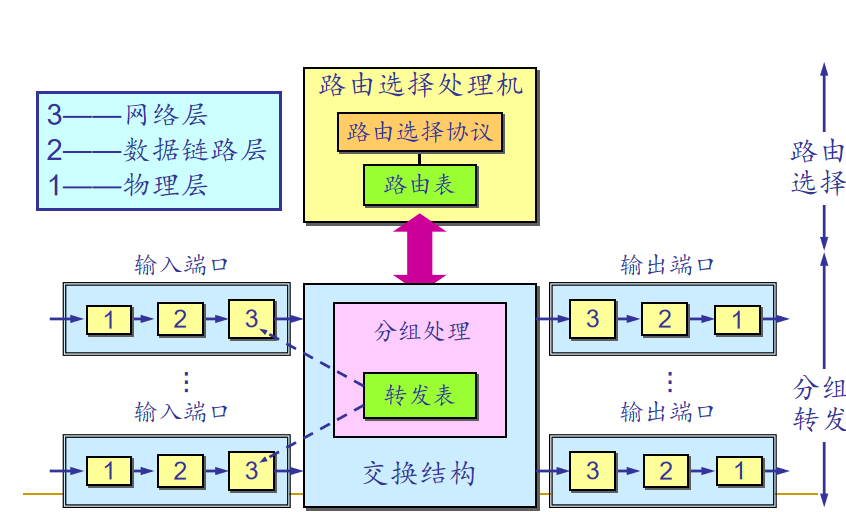 路由选择处理机
3——网络层
2——数据链路层
1——物理层
路由选择协议
路由表
路由
选择
输入端口
输出端口
1
2
3
3
2
1
分组处理
转发表
⋮
⋮
分组
转发
输入端口
输出端口
1
2
3
3
2
1
交换结构